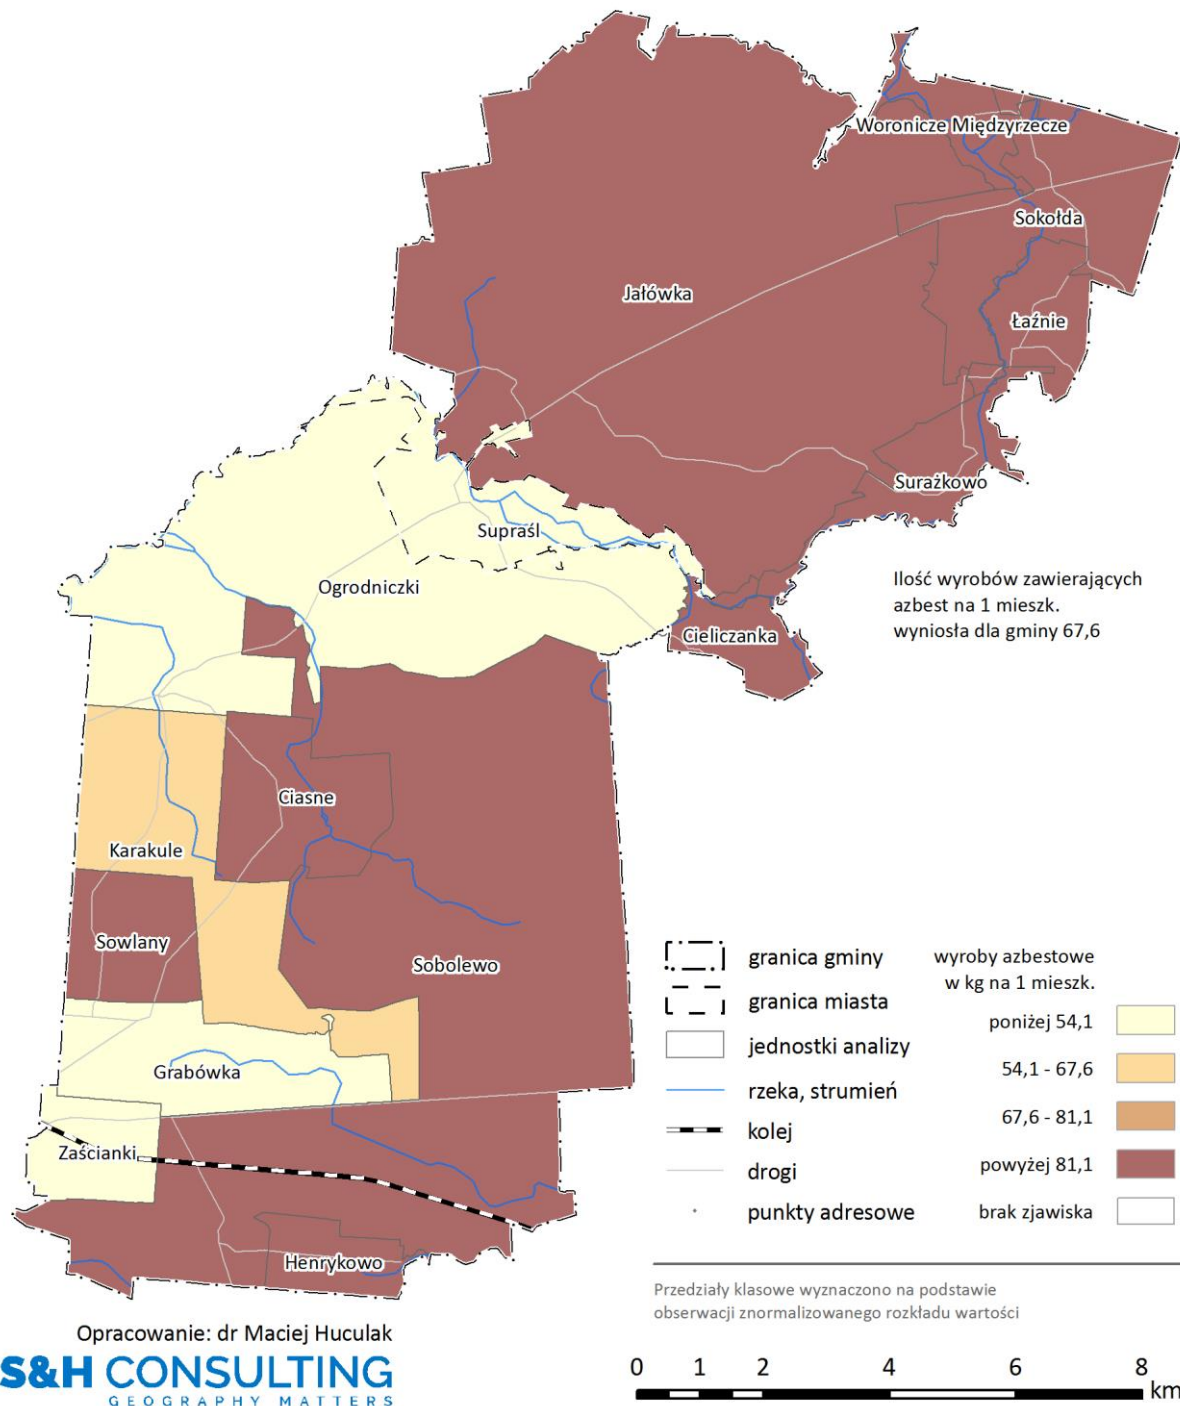 Woronicze Międzyrzecze
Sokołda
Jałówka
Łaźnie
Surażkowo
Supraśl
Ogrodniczki
Ilość wyrobów zawierających
azbest na 1 mieszk.
wyniosła dla gminy 67,6
Cieliczanka
Ciasne
Karakule
Sowlany
Sobolewo
Grabówka
Zaścianki
Henrykowo
granica gminy
granica miasta
jednostki analizy
rzeka, strumień
kolej
drogi
punkty adresowe
wyroby azbestowe
w kg na 1 mieszk.
poniżej 54,1
54,1 - 67,6
67,6 - 81,1
powyżej 81,1
brak zjawiska
Przedziały klasowe wyznaczono na podstawie
obserwacji znormalizowanego rozkładu wartości
Opracowanie: dr Maciej Huculak
S&H CONSULTING
GEOGRAPHY MATTERS
0 1 2 4 6 8
km